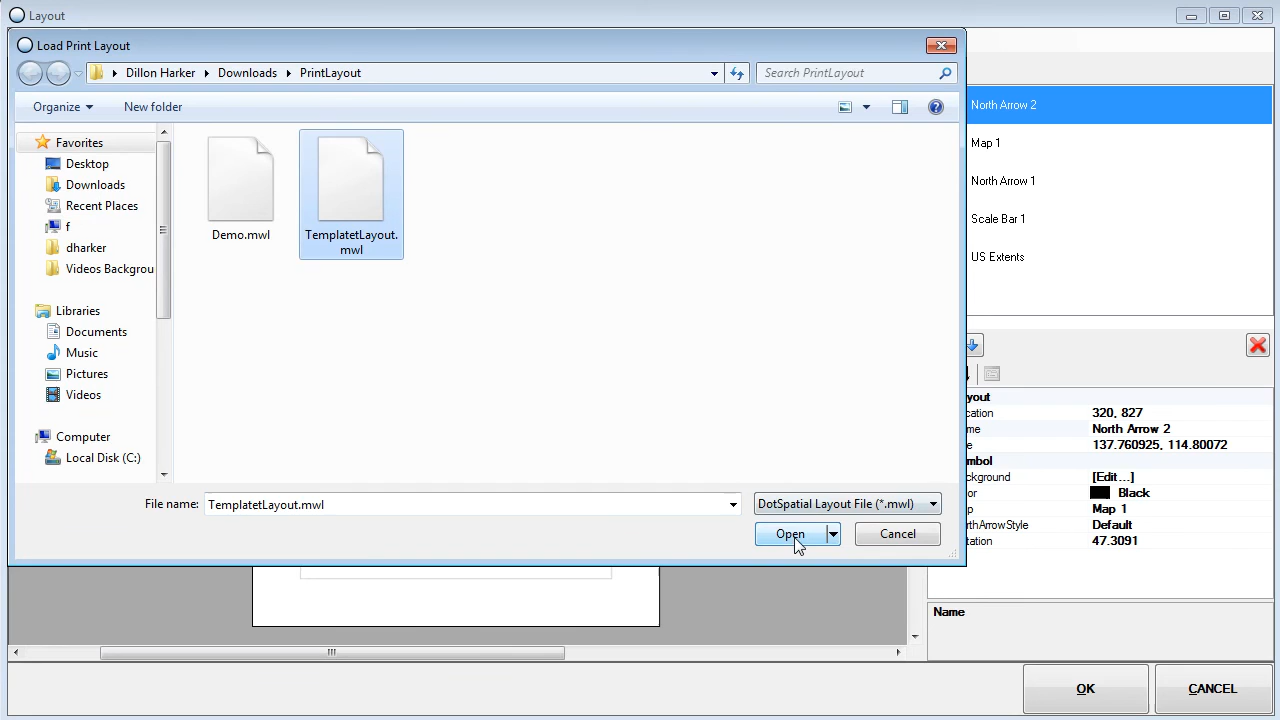 Layout
Load Print Layout
Dillon Harker
Downloads
PrintLayout
Search PrintLayout
Organize
New folder
Favorites
Desktop
Downloads
Recent Places
f
dharker
Videos Backgrou
Libraries
Documents
Music
Pictures
Videos
Computer
Local Disk (C:)
Demo.mwl
TemplatetLayout.
mwl
File name:
TemplatetLayout.mwl
DotSpatial Layout File (*.mwl)
Open
Cancel
North Arrow 2
Map 1
North Arrow 1
Scale Bar 1
US Extents
yout
cation 320, 827
me North Arrow 2
e 137.760925, 114.80072
mbol
ckground [Edit...]
or Black
p Map 1
rthArrowStyle Default
tation 47.3091
Name
OK
CANCEL